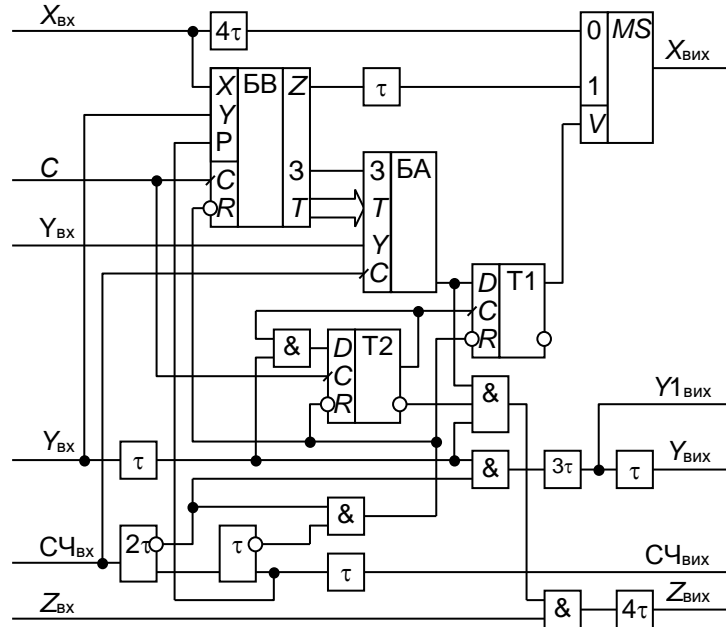 Xвх
4τ
0 MS
Xвих
X БВ Z
τ
1
Y
V
P
C
3 3 БА
C
R T T
Yвх
Y
C
D T1
C
&
D T2
R
C
&
R
Y1вих
Yвх
τ
&
3τ
τ
Yвих
&
СЧвх
2τ
τ
τ
СЧвих
Zвх
&
4τ
Zвих